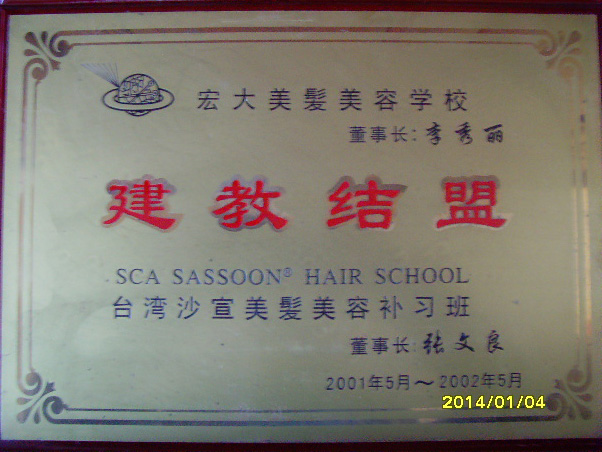 宏大美髮美容学校
董事长:李秀丽
建教结盟
SCA SASSOON® HAIR SCHOOL
台湾沙宣美髮美容补习班
董事长:张文良
2001年5月～2002年5月
2014/01/04